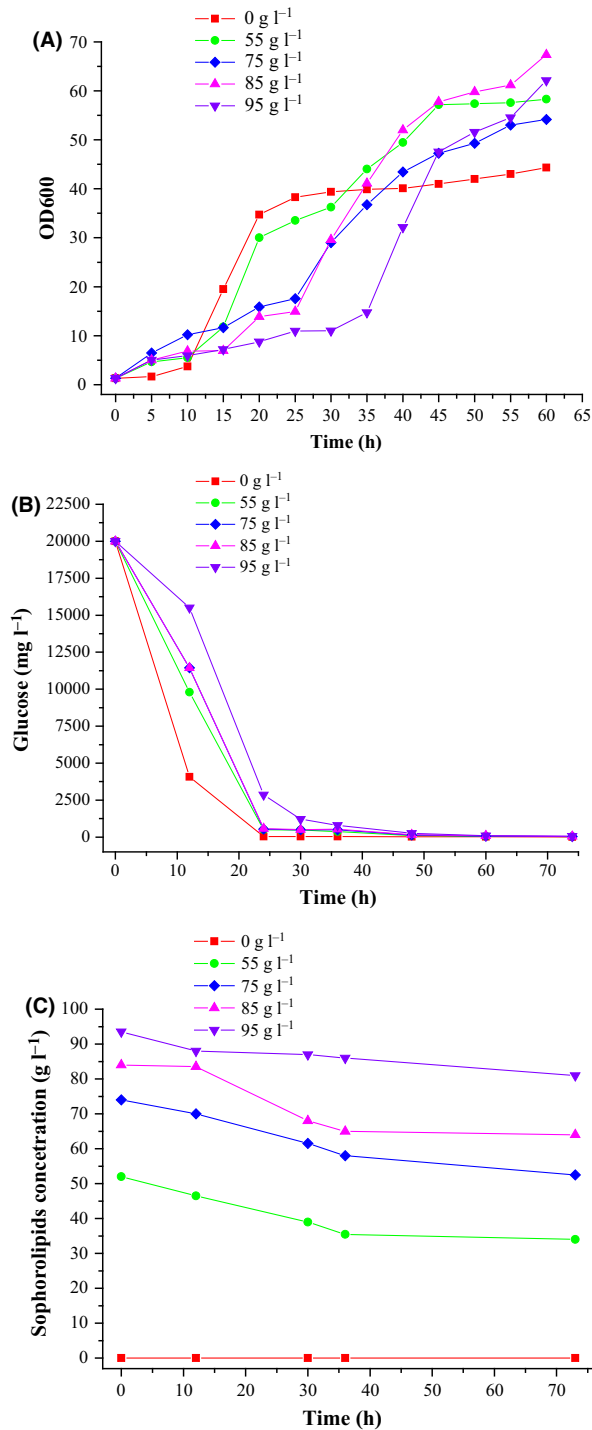 (A)
0 g l⁻¹
55 g l⁻¹
75 g l⁻¹
85 g l⁻¹
95 g l⁻¹
70
60
50
40
30
20
10
0
OD600
0 5 10 15 20 25 30 35 40 45 50 55 60 65
Time (h)
(B)
0 g l⁻¹
55 g l⁻¹
75 g l⁻¹
85 g l⁻¹
95 g l⁻¹
22500
20000
17500
15000
12500
10000
7500
5000
2500
0
Glucose (mg l⁻¹)
0 10 20 30 40 50 60 70
Time (h)
(C)
0 g l⁻¹
55 g l⁻¹
75 g l⁻¹
85 g l⁻¹
95 g l⁻¹
100
90
80
70
60
50
40
30
20
10
0
Sophorolipids concetration (g l⁻¹)
0 10 20 30 40 50 60 70
Time (h)